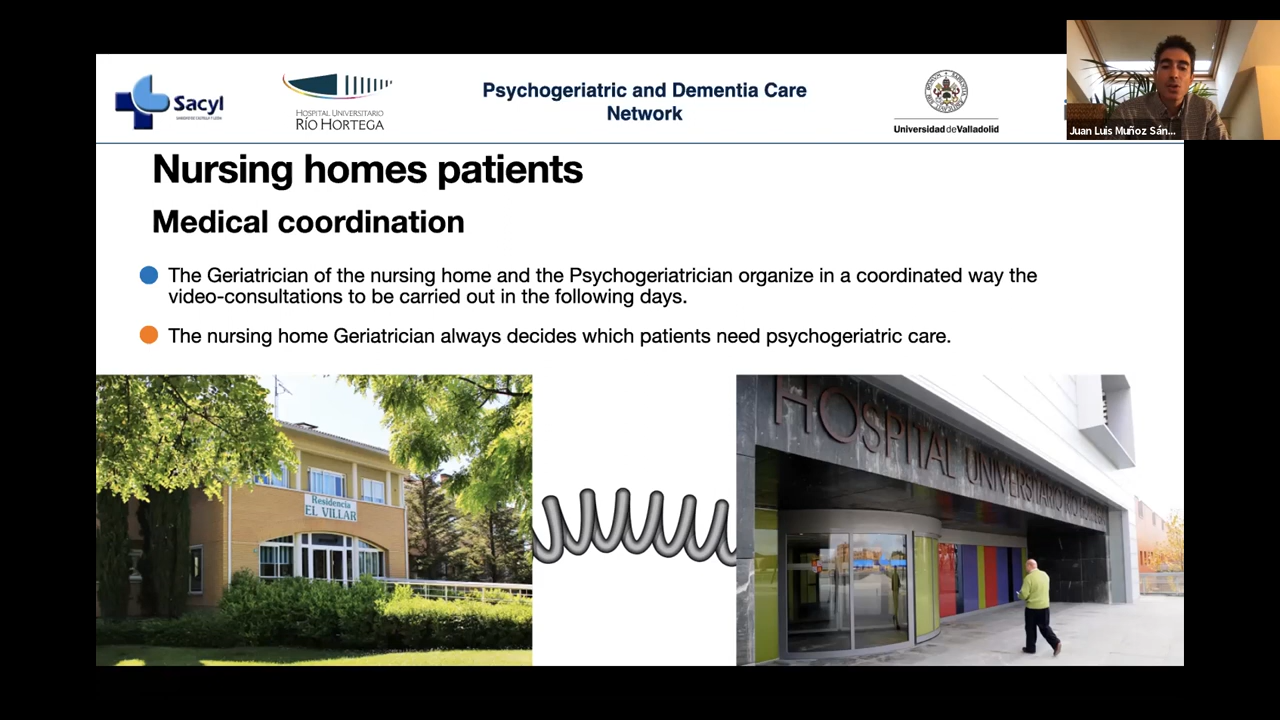 Sacyl
HOSPITAL UNIVERSITARIO
RÍO HORTEGA
Psychogeriatric and Dementia Care
Network
Universidad de Valladolid
Juan Luis Muñoz Sán...
Nursing homes patients
Medical coordination
The Geriatrician of the nursing home and the Psychogeriatrician organize in a coordinated way the
video-consultations to be carried out in the following days.
The nursing home Geriatrician always decides which patients need psychogeriatric care.
Residencia
EL VILLAR
HOSPITAL UNIVERSITARIO RÍO HORTEGA